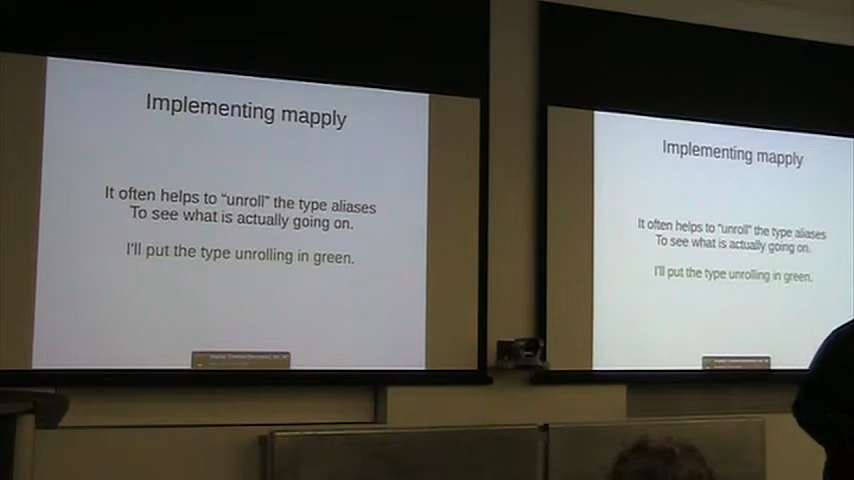 Implementing mapply
It often helps to “unroll” the type aliases
To see what is actually going on.
I'll put the type unrolling in green.
Implementing mapply
It often helps to “unroll” the type aliases
To see what is actually going on.
I'll put the type unrolling in green.